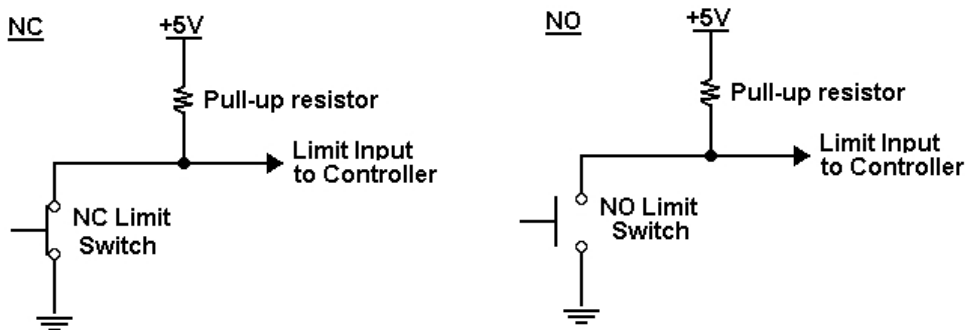 NC
+5V
Pull-up resistor
Limit Input
to Controller
NC Limit
Switch
NO
+5V
Pull-up resistor
Limit Input
to Controller
NO Limit
Switch